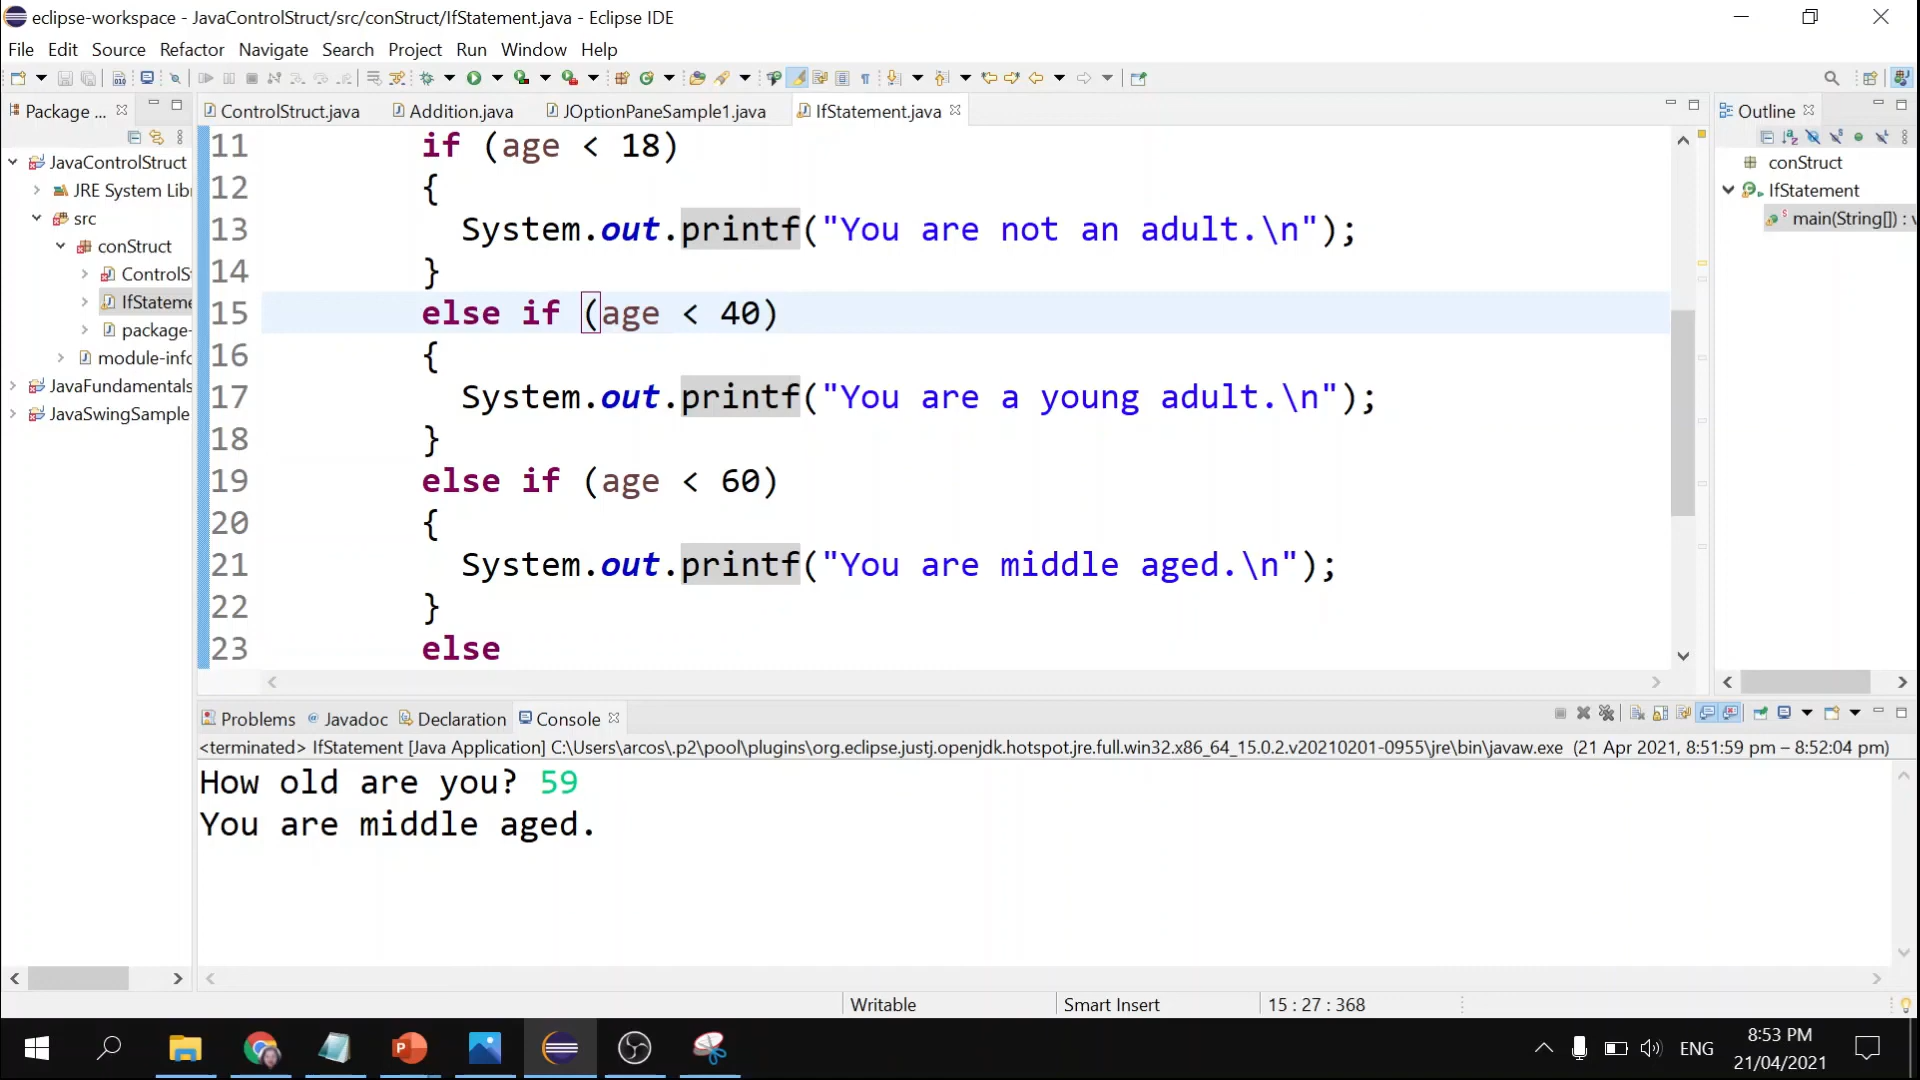 eclipse-workspace - JavaControlStruct/src/conStruct/IfStatement.java - Eclipse IDE
File Edit Source Refactor Navigate Search Project Run Window Help
Package ...
ControlStruct.java
Addition.java
JOptionPaneSample1.java
IfStatement.java
Outline
JavaControlStruct
JRE System Libr
src
conStruct
ControlSt
IfStateme
package-
module-info
JavaFundamentals
JavaSwingSample
11 if (age < 18)
12 {
13 System.out.printf("You are not an adult.\n");
14 }
15 else if (age < 40)
16 {
17 System.out.printf("You are a young adult.\n");
18 }
19 else if (age < 60)
20 {
21 System.out.printf("You are middle aged.\n");
22 }
23 else
conStruct
IfStatement
main(String[]) : v
Problems
Javadoc
Declaration
Console
<terminated> IfStatement [Java Application] C:\Users\arcos\.p2\pool\plugins\org.eclipse.justj.openjdk.hotspot.jre.full.win32.x86_64_15.0.2.v20210201-0955\jre\bin\javaw.exe (21 Apr 2021, 8:51:59 pm – 8:52:04 pm)
How old are you? 59
You are middle aged.
Writable
Smart Insert
15 : 27 : 368
ENG
8:53 PM
21/04/2021